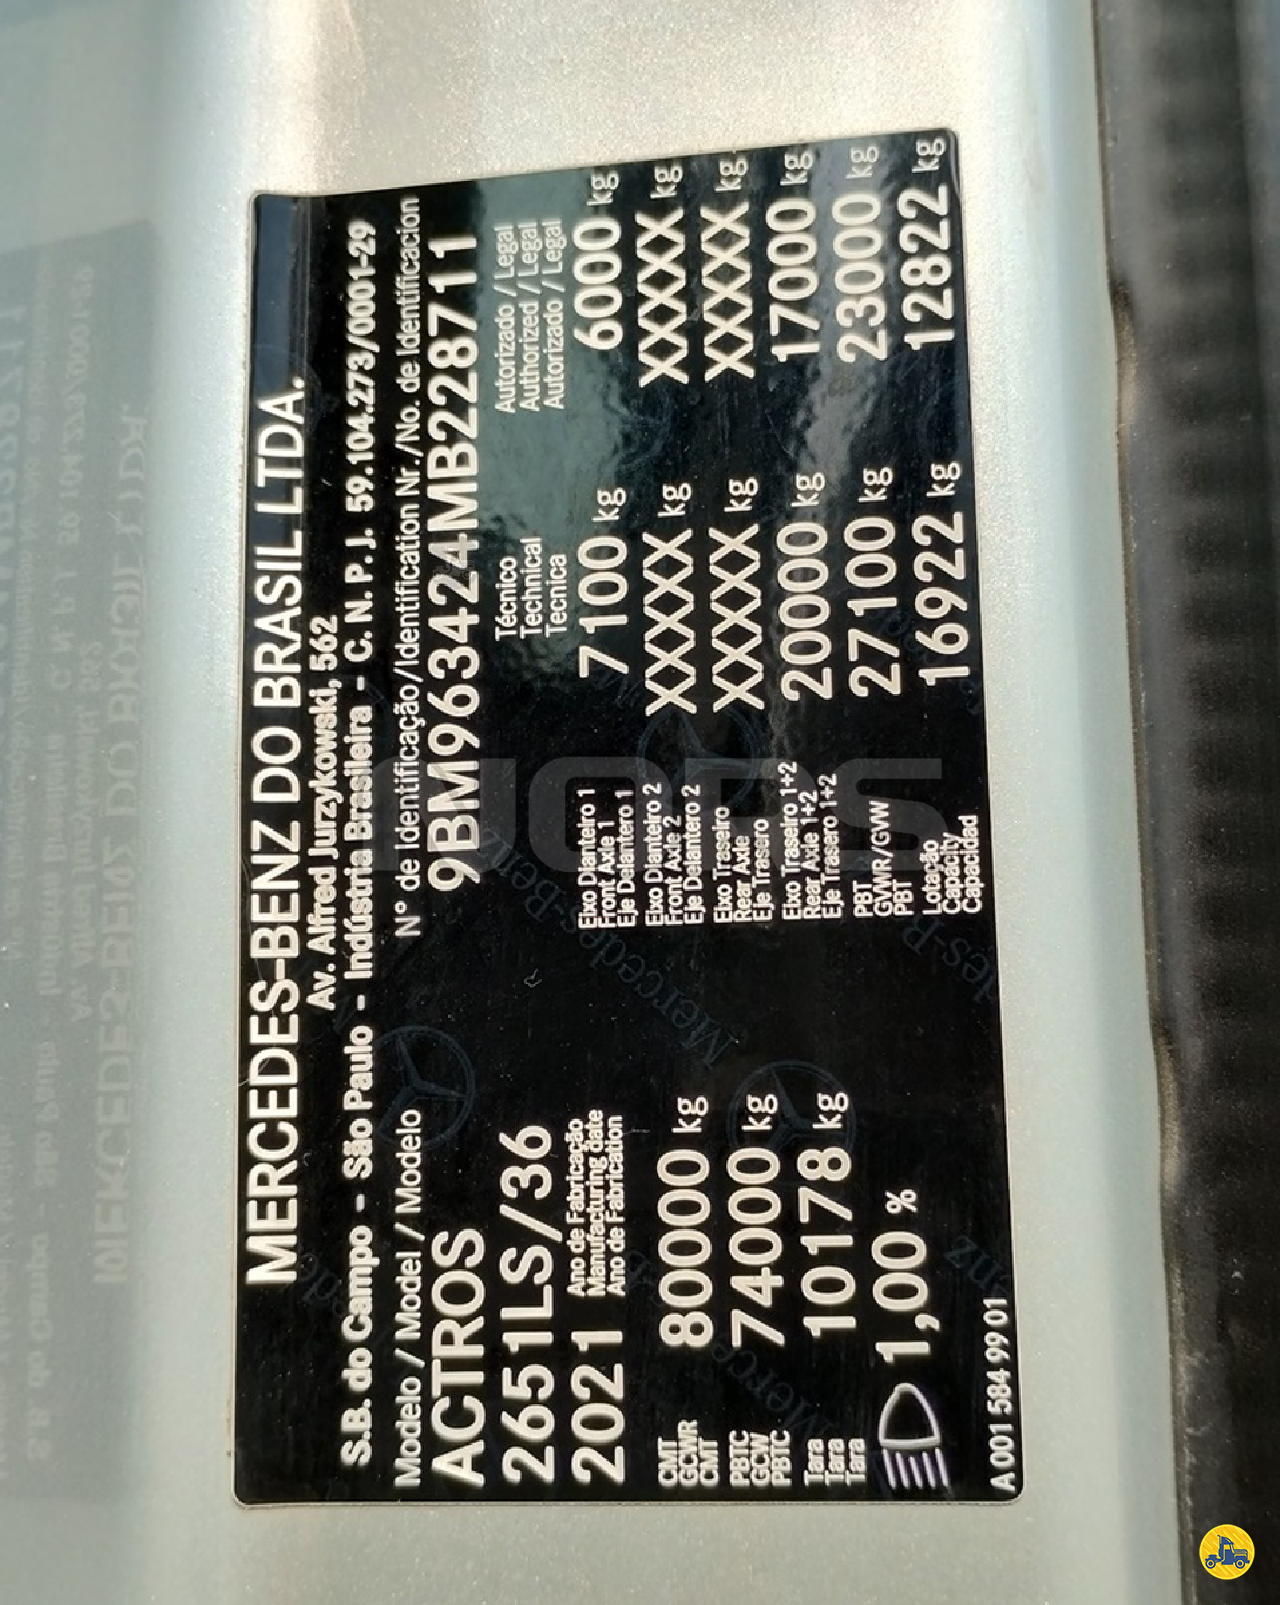 MERCEDES-BENZ DO BRASIL LTDA.
Av. Alfred Jurzykowski, 562
S.B. do Campo - São Paulo - Indústria Brasileira - C. N. P. J. 59.104.273/0001-29
Modelo / Model / Modelo
N° de Identificação/Identification Nr./No. de Identificacion
ACTROS
9BM963424MB228711
2651LS/36
2021
Ano de Fabricação
Manufacturing date
Ano de Fabrication
Técnico
Technical
Tecnica
Autorizado / Legal
Authorized / Legal
Autorizado / Legal
Eixo Dianteiro 1
Front Axle 1
Eje Delantero 1
7100 kg
6000 kg
CMT
GCWR
CMT
80000 kg
Eixo Dianteiro 2
Front Axle 2
Eje Delantero 2
XXXXX kg
XXXXX kg
PBTC
GCW
PBTC
74000 kg
Eixo Traseiro
Rear Axle
Eje Trasero
XXXXX kg
XXXXX kg
Tara
Tara
Tara
10178 kg
Eixo Traseiro 1+2
Rear Axle 1+2
Eje Trasero 1+2
20000 kg
17000 kg
1,00 %
PBT
GVWR/GVW
PBT
27100 kg
23000 kg
Lotação
Capacity
Capacidad
16922 kg
12822 kg
A 001 584 99 01